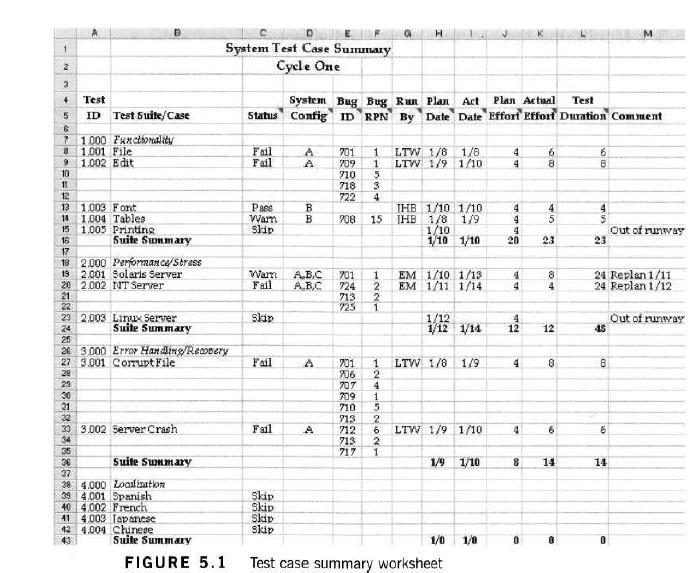 A B C D E F G H I J K L M
1 System Test Case Summary
2 Cycle One
3
4 Test System Bug Bug Run Plan Act Plan Actual Test
5 ID Test Suite/Case Status Config ID RPN By Date Date Effort Effort Duration Comment
6
7 1.000 Functionality
8 1.001 File Fail A 701 1 LTW 1/8 1/8 4 6 6
9 1.002 Edit Fail A 709 1 LTW 1/9 1/10 4 8 8
10 710 5
11 718 3
12 722 4
13 1.003 Font Pass B JHB 1/10 1/10 4 4 4
14 1.004 Tables Warn B 708 15 JHB 1/8 1/9 4 5 5
15 1.005 Printing Skip 1/10 4 Out of runway
16 Suite Summary 1/10 1/10 20 23 23
17
18 2.000 Performance/Stress
19 2.001 Solaris Server Warn A,B,C 701 1 EM 1/10 1/13 4 8 24 Replan 1/11
20 2.002 NT Server Fail A,B,C 724 2 EM 1/11 1/14 4 4 24 Replan 1/12
21 713 2
22 725 1
23 2.003 Linux Server Skip 1/12 4 Out of runway
24 Suite Summary 1/12 1/14 12 12 48
25
26 3.000 Error Handling/Recovery
27 3.001 Corrupt File Fail A 701 1 LTW 1/8 1/9 4 8 8
28 706 2
29 707 4
30 709 1
31 710 5
32 713 2
33 3.002 Server Crash Fail A 712 6 LTW 1/9 1/10 4 6 6
34 713 2
35 717 1
36 Suite Summary 1/9 1/10 8 14 14
37
38 4.000 Localization
39 4.001 Spanish Skip
40 4.002 French Skip
41 4.003 Japanese Skip
42 4.004 Chinese Skip
43 Suite Summary 1/0 1/0 0 0 0
FIGURE 5.1 Test case summary worksheet